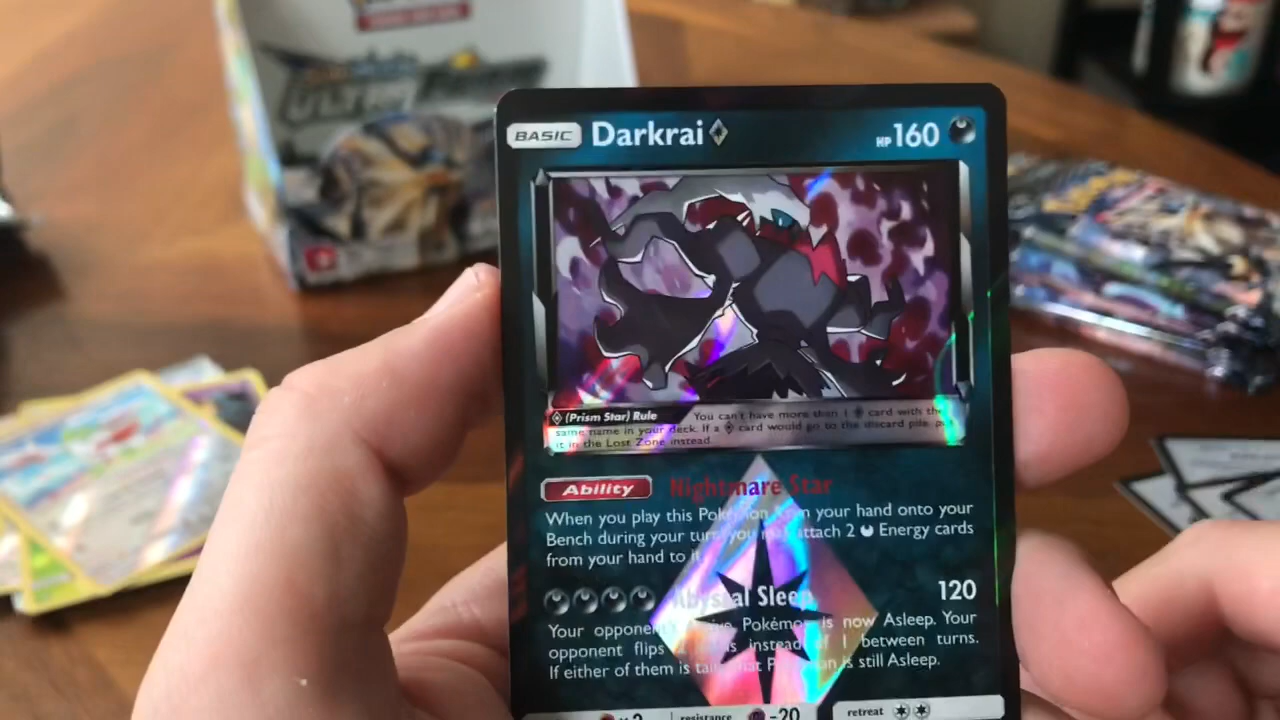 ULTRA
BASIC Darkrai HP 160
(Prism Star) Rule You can't have more than 1 card with the
same name in your deck. If a card would go to the discard pile, put
it in the Lost Zone instead.
Ability Nightmare Star
When you play this Pokémon from your hand onto your
Bench during your turn, you may attach 2 Energy cards
from your hand to it.
Abyssal Sleep 120
Your opponent's Active Pokémon is now Asleep. Your
opponent flips 2 coins instead of 1 between turns.
If either of them is tails, that Pokémon is still Asleep.
×2 resistance -20 retreat